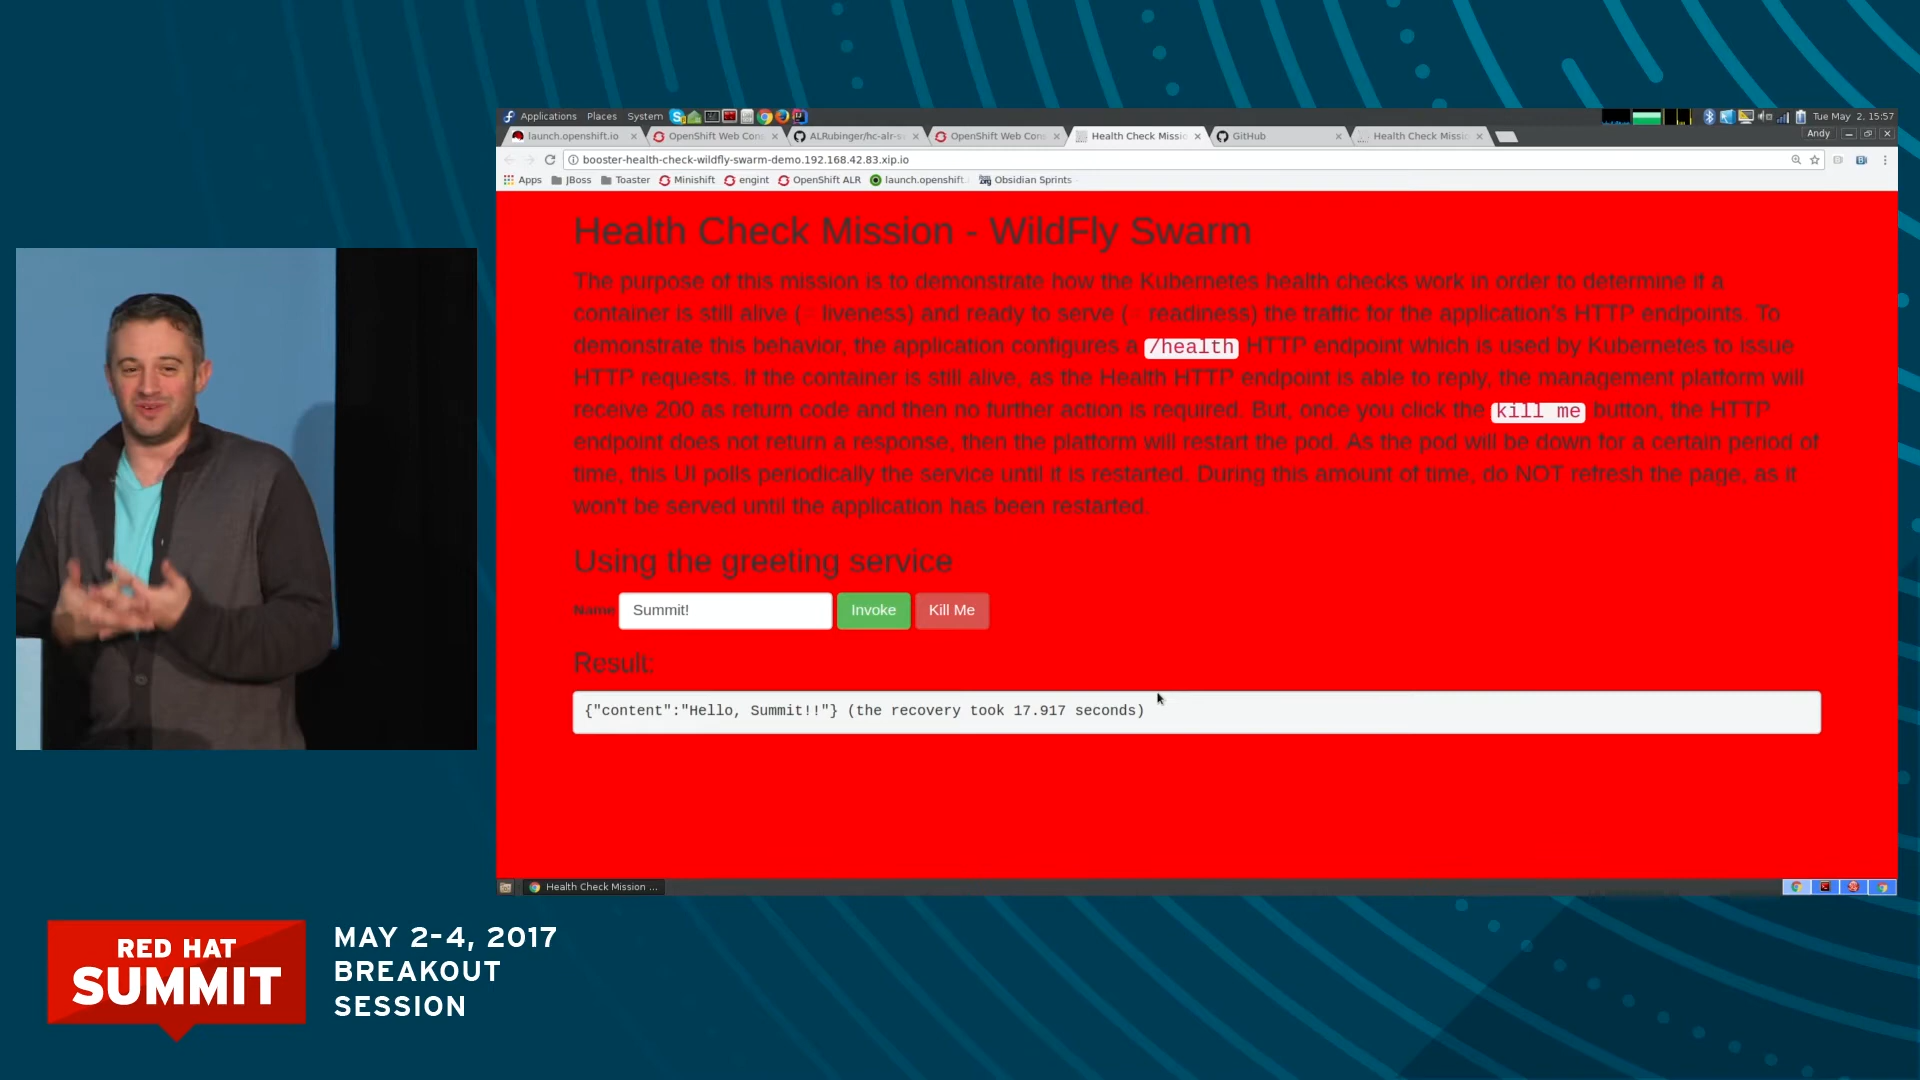 Applications Places System
Tue May 2, 15:57
launch.openshift.io
OpenShift Web Con
ALRubinger/hc-alr-s
OpenShift Web Cons
Health Check Missio
GitHub
Health Check Missio
Andy
booster-health-check-wildfly-swarm-demo.192.168.42.83.xip.io
Apps JBoss Toaster Minishift engint OpenShift ALR launch.openshift. Obsidian Sprints
Health Check Mission - WildFly Swarm
The purpose of this mission is to demonstrate how the Kubernetes health checks work in order to determine if a
container is still alive (= liveness) and ready to serve (= readiness) the traffic for the application's HTTP endpoints. To
demonstrate this behavior, the application configures a /health HTTP endpoint which is used by Kubernetes to issue
HTTP requests. If the container is still alive, as the Health HTTP endpoint is able to reply, the management platform will
receive 200 as return code and then no further action is required. But, once you click the kill me button, the HTTP
endpoint does not return a response, then the platform will restart the pod. As the pod will be down for a certain period of
time, this UI polls periodically the service until it is restarted. During this amount of time, do NOT refresh the page, as it
won't be served until the application has been restarted.
Using the greeting service
Name Summit! Invoke Kill Me
Result:
{"content":"Hello, Summit!!"} (the recovery took 17.917 seconds)
Health Check Mission ...
RED HAT
SUMMIT
MAY 2-4, 2017
BREAKOUT
SESSION